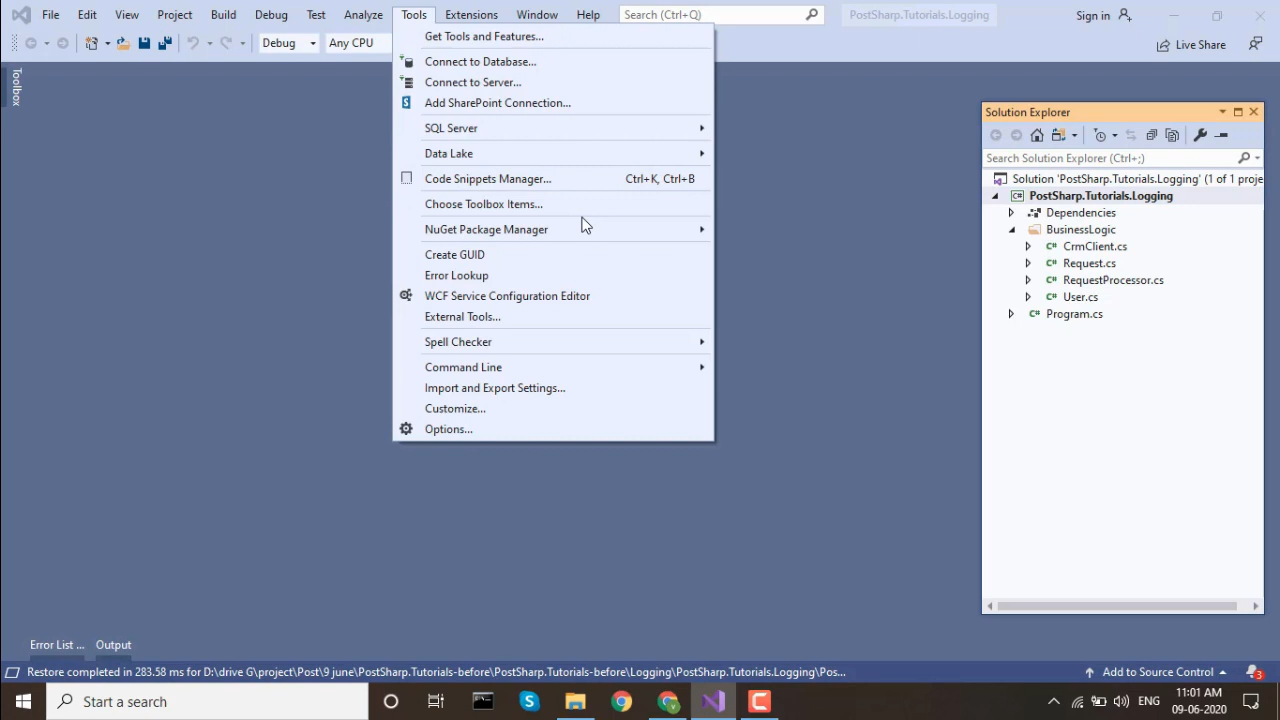 File Edit View Project Build Debug Test Analyze Tools Extensions Window Help Search (Ctrl+Q) PostSharp.Tutorials.Logging Sign in
Debug Any CPU Live Share
Toolbox
Get Tools and Features...
Connect to Database...
Connect to Server...
Add SharePoint Connection...
SQL Server
Data Lake
Code Snippets Manager... Ctrl+K, Ctrl+B
Choose Toolbox Items...
NuGet Package Manager
Create GUID
Error Lookup
WCF Service Configuration Editor
External Tools...
Spell Checker
Command Line
Import and Export Settings...
Customize...
Options...
Solution Explorer
Search Solution Explorer (Ctrl+;)
Solution 'PostSharp.Tutorials.Logging' (1 of 1 proje
C# PostSharp.Tutorials.Logging
Dependencies
BusinessLogic
C# CrmClient.cs
C# Request.cs
C# RequestProcessor.cs
C# User.cs
C# Program.cs
Error List ... Output
Restore completed in 283.58 ms for D:\drive G\project\Post\9 june\PostSharp.Tutorials-before\PostSharp.Tutorials-before\Logging\PostSharp.Tutorials.Logging\Pos... Add to Source Control 3
Start a search ENG 11:01 AM
09-06-2020